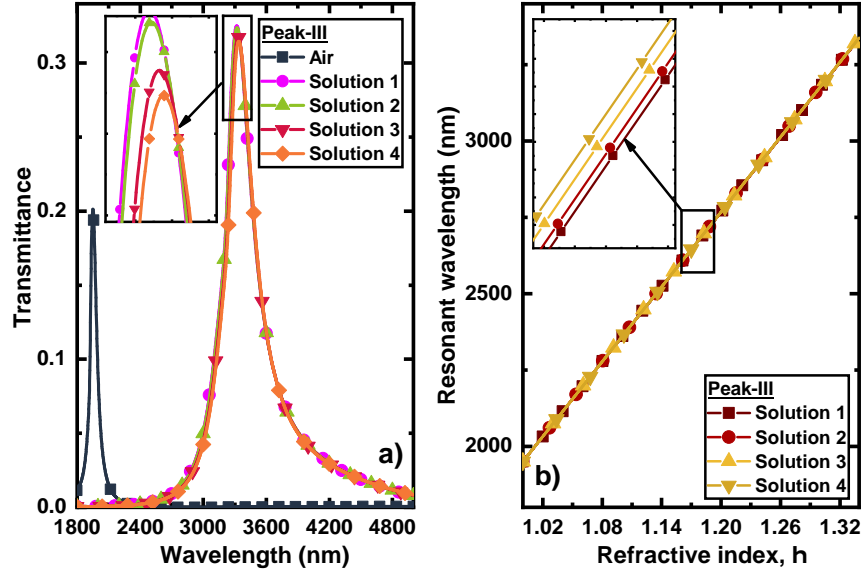 Peak-III
Air
Solution 1
Solution 2
Solution 3
Solution 4
a)
0.3
0.2
0.1
0.0
Transmittance
1800 2400 3000 3600 4200 4800
Wavelength (nm)
3000
2500
2000
Resonant wavelength (nm)
Peak-III
Solution 1
Solution 2
Solution 3
Solution 4
b)
1.02 1.08 1.14 1.20 1.26 1.32
Refractive index, h